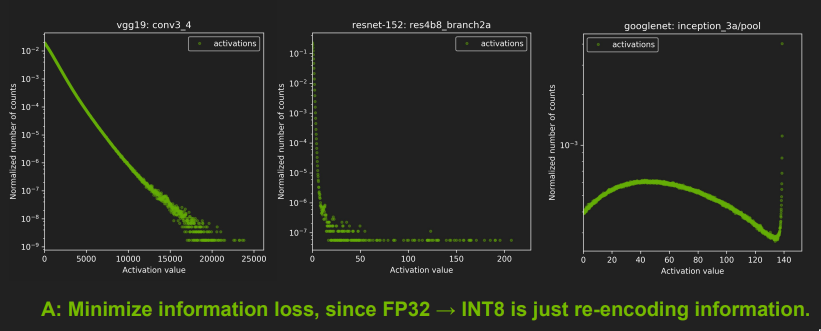 vgg19: conv3_4
activations
Normalized number of counts
10⁻²
10⁻³
10⁻⁴
10⁻⁵
10⁻⁶
10⁻⁷
10⁻⁸
10⁻⁹
0 5000 10000 15000 20000 25000
Activation value
resnet-152: res4b8_branch2a
activations
Normalized number of counts
10⁻¹
10⁻²
10⁻³
10⁻⁴
10⁻⁵
10⁻⁶
10⁻⁷
0 50 100 150 200
Activation value
googlenet: inception_3a/pool
activations
Normalized number of counts
10⁻³
0 20 40 60 80 100 120 140
Activation value
A: Minimize information loss, since FP32 → INT8 is just re-encoding information.